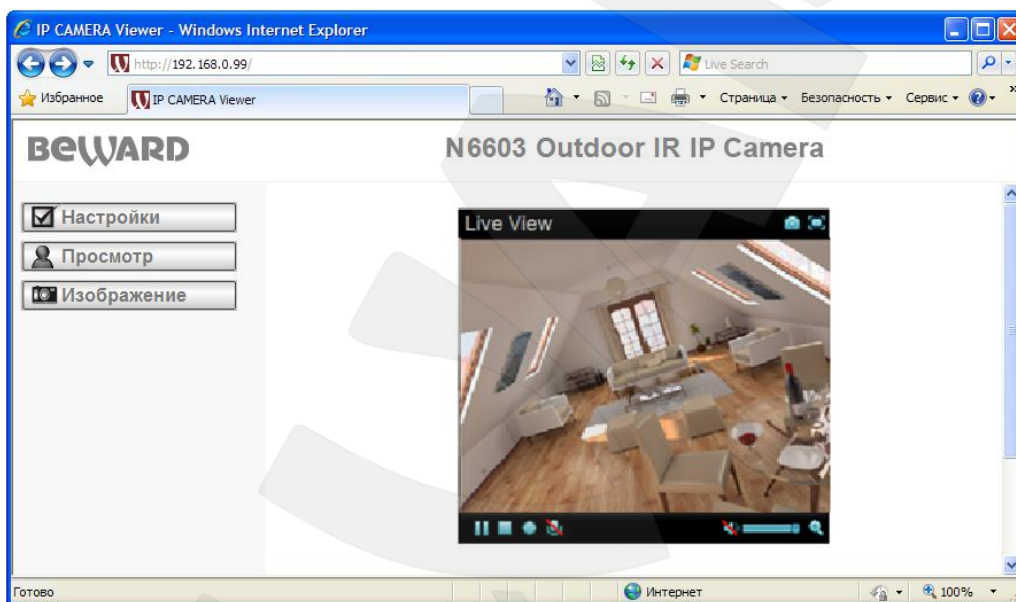 IP CAMERA Viewer - Windows Internet Explorer
http://192.168.0.99/
Live Search
Избранное
IP CAMERA Viewer
Страница
Безопасность
Сервис
BEWARD
N6603 Outdoor IR IP Camera
Настройки
Просмотр
Изображение
Live View
Готово
Интернет
100%